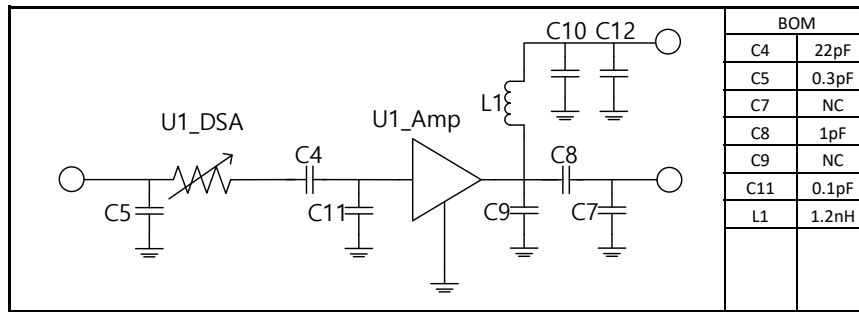 C10 C12
L1
U1_DSA
U1_Amp
C4
C8
C5
C11
C9
C7
BOM
C4 22pF
C5 0.3pF
C7 NC
C8 1pF
C9 NC
C11 0.1pF
L1 1.2nH